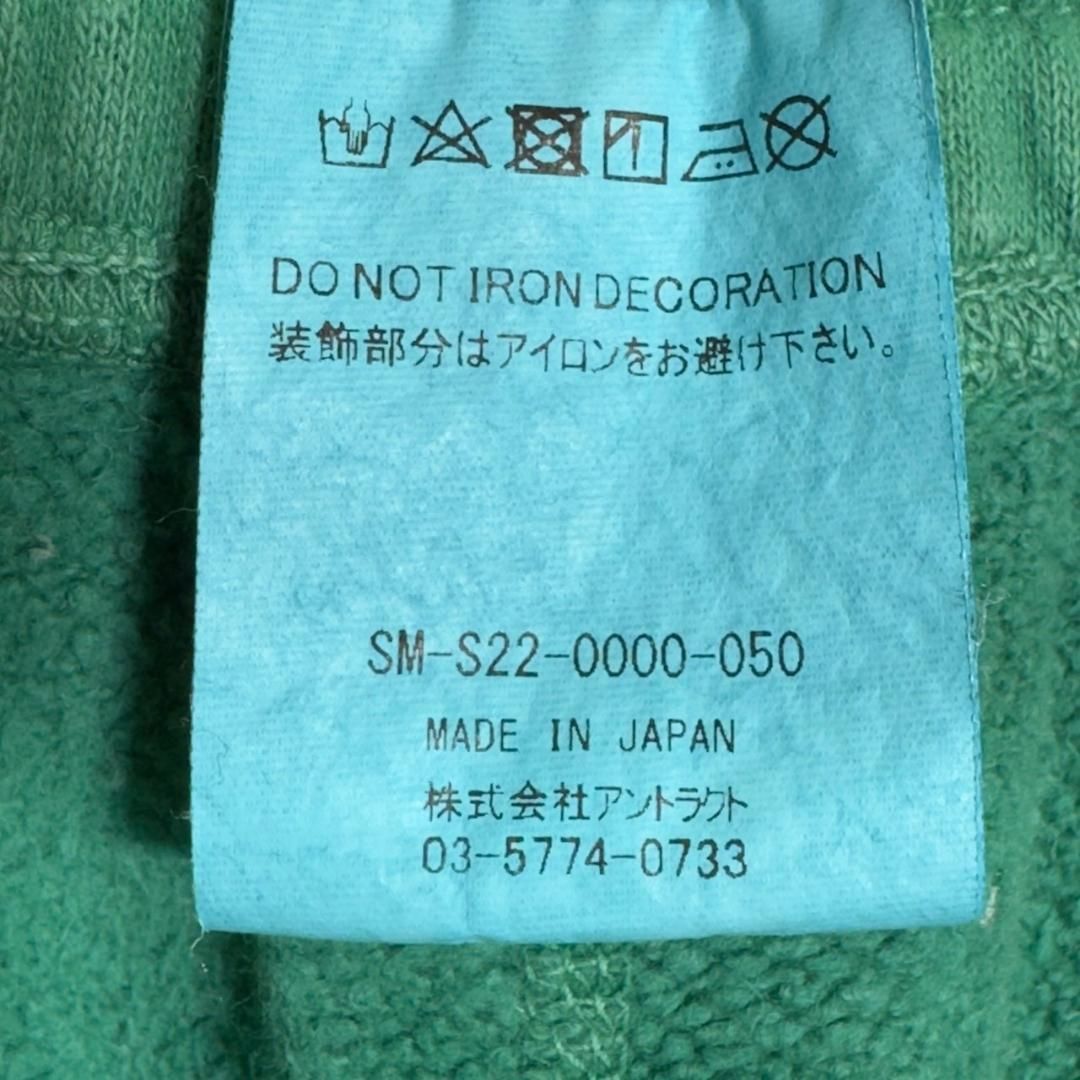 DO NOT IRON DECORATION
装飾部分はアイロンをお避け下さい。
SM-S22-0000-050
MADE IN JAPAN
株式会社アントラクト
03-5774-0733